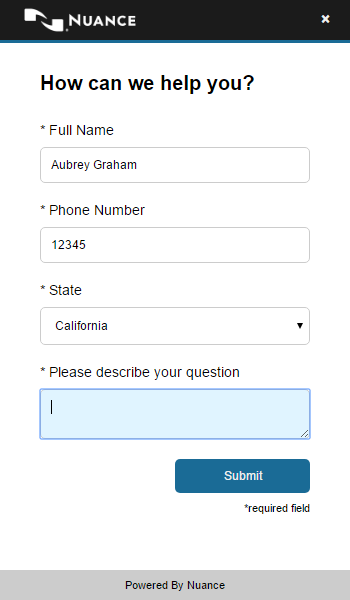 NUANCE
×
How can we help you?
* Full Name
Aubrey Graham
* Phone Number
12345
* State
California
* Please describe your question
Submit
*required field
Powered By Nuance